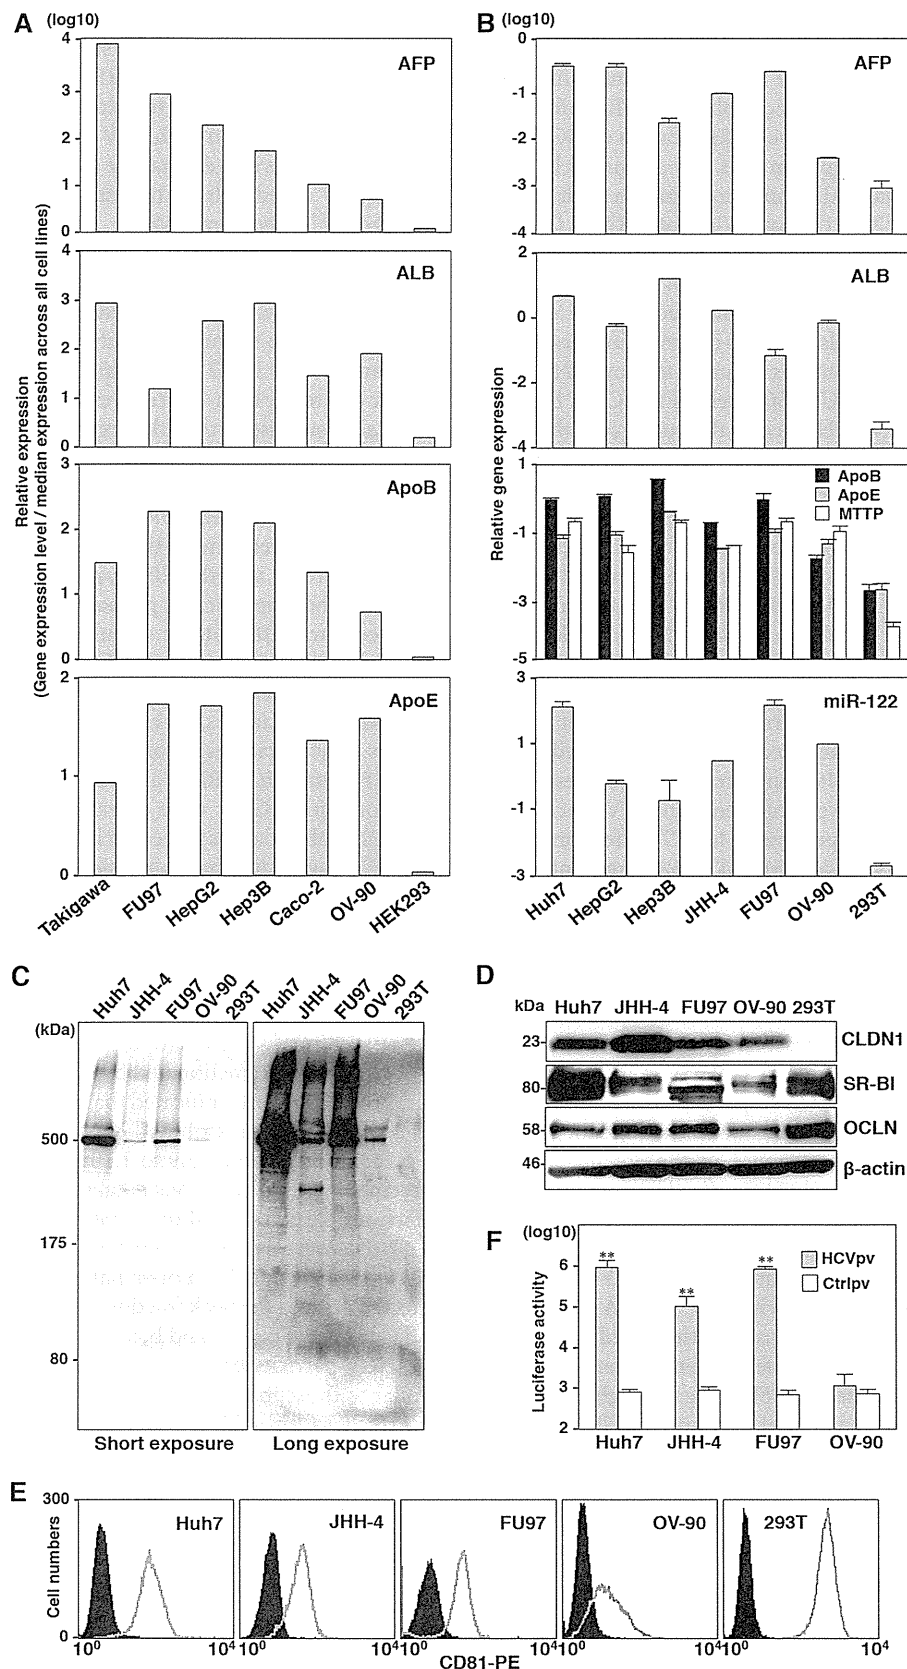 A (log10)
Relative expression
(Gene expression level / median expression across all cell lines)
4
3
2
1
0
AFP
4
3
2
1
0
ALB
3
2
1
0
ApoB
2
1
0
ApoE
Takigawa
FU97
HepG2
Hep3B
Caco-2
OV-90
HEK293
B (log10)
Relative gene expression
0
-1
-2
-3
-4
AFP
0
-2
-4
ALB
1
-1
-3
-5
ApoB
ApoE
MTTP
3
1
-1
-3
miR-122
Huh7
HepG2
Hep3B
JHH-4
FU97
OV-90
293T
C
Huh7
JHH-4
FU97
OV-90
293T
Huh7
JHH-4
FU97
OV-90
293T
(kDa)
500
175
80
Short exposure
Long exposure
D
kDa Huh7 JHH-4 FU97 OV-90 293T
23 CLDN1
80 SR-BI
58 OCLN
46 β-actin
F (log10)
Luciferase activity
6
5
4
3
2
** ** **
HCVpv
Ctrlpv
Huh7 JHH-4 FU97 OV-90
E
Cell numbers
300
0
Huh7 JHH-4 FU97 OV-90 293T
10⁰ 10⁴ 10⁰ 10⁴ 10⁰ 10⁴ 10⁰ 10⁴ 10⁰ 10⁴
CD81-PE